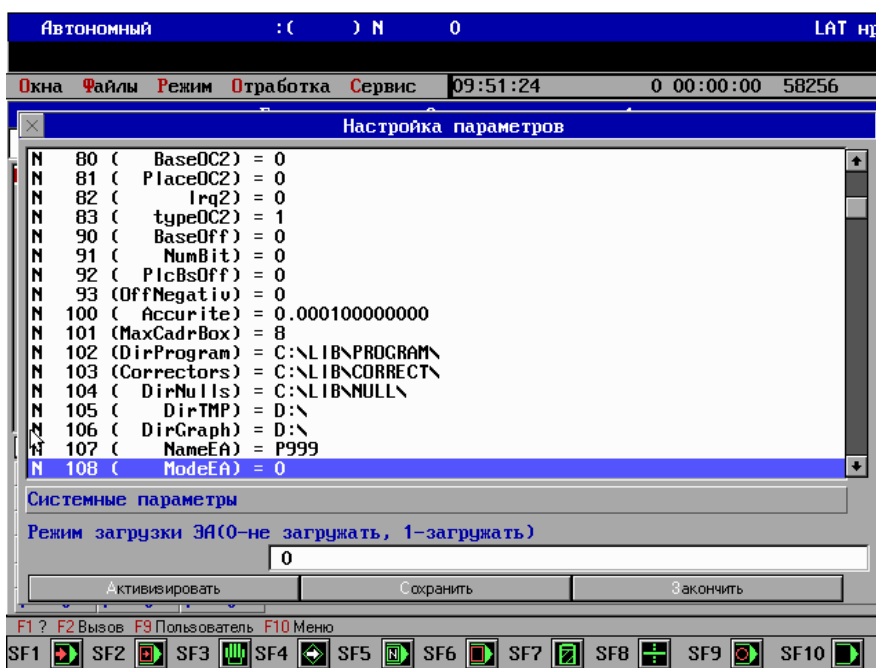 Автономный :( ) N 0 LAT нр
Окна Файлы Режим Отработка Сервис 09:51:24 0 00:00:00 58256
Настройка параметров
N 80 ( BaseOC2) = 0
N 81 ( PlaceOC2) = 0
N 82 ( Irq2) = 0
N 83 ( typeOC2) = 1
N 90 ( BaseOff) = 0
N 91 ( NumBit) = 0
N 92 ( PlcBsOff) = 0
N 93 (OffNegativ) = 0
N 100 ( Accurite) = 0.000100000000
N 101 (MaxCadrBox) = 8
N 102 (DirProgram) = C:\LIB\PROGRAM\
N 103 (Correctors) = C:\LIB\CORRECT\
N 104 ( DirNulls) = C:\LIB\NULL\
N 105 ( DirTMP) = D:\
N 106 ( DirGraph) = D:\
N 107 ( NameEA) = P999
N 108 ( ModeEA) = 0
Системные параметры
Режим загрузки ЭА(0-не загружать, 1-загружать)
0
Активизировать Сохранить Закончить
F1 ? F2 Вызов F9 Пользователь F10 Меню
SF1 SF2 SF3 SF4 SF5 N SF6 SF7 SF8 SF9 SF10